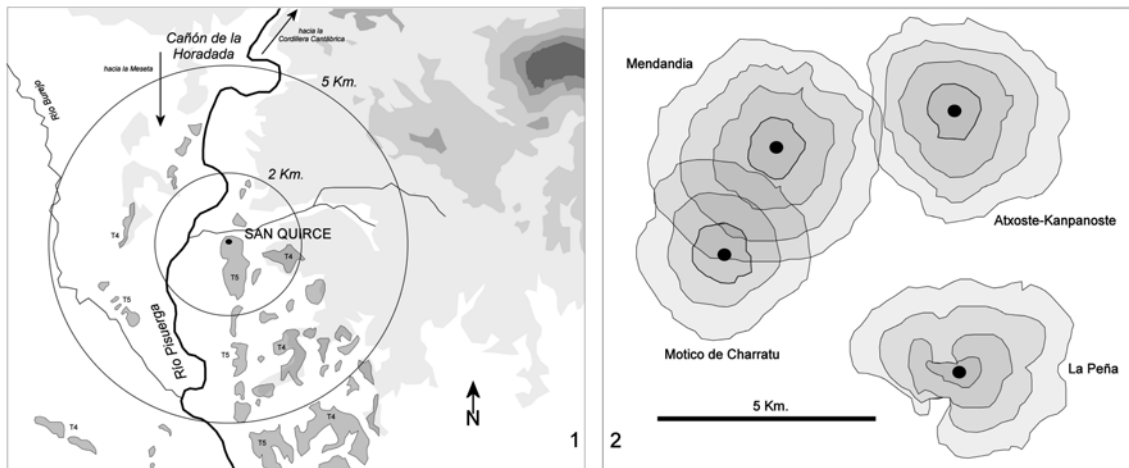 hacia la
Cordillera Cantábrica
Cañón de la
Horadada
hacia la Meseta
5 Km.
Río Burejo
2 Km.
T4
SAN QUIRCE
T4
T5
T5
Río Pisuerga
T5
T4
T4
T4
T5
N
1
Mendandia
Atxoste-Kanpanoste
Motico de Charratu
La Peña
5 Km.
2